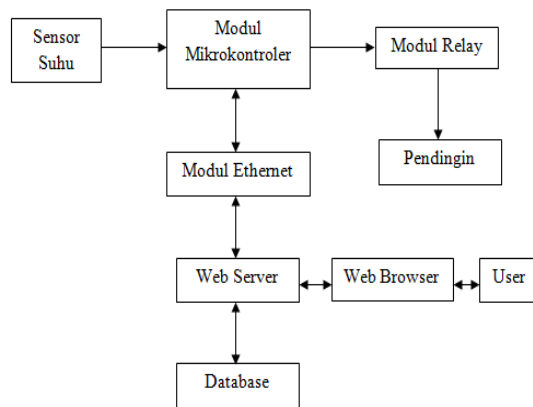 Sensor
Suhu
Modul
Mikrokontroler
Modul Relay
Pendingin
Modul Ethernet
Web Server
Web Browser
User
Database